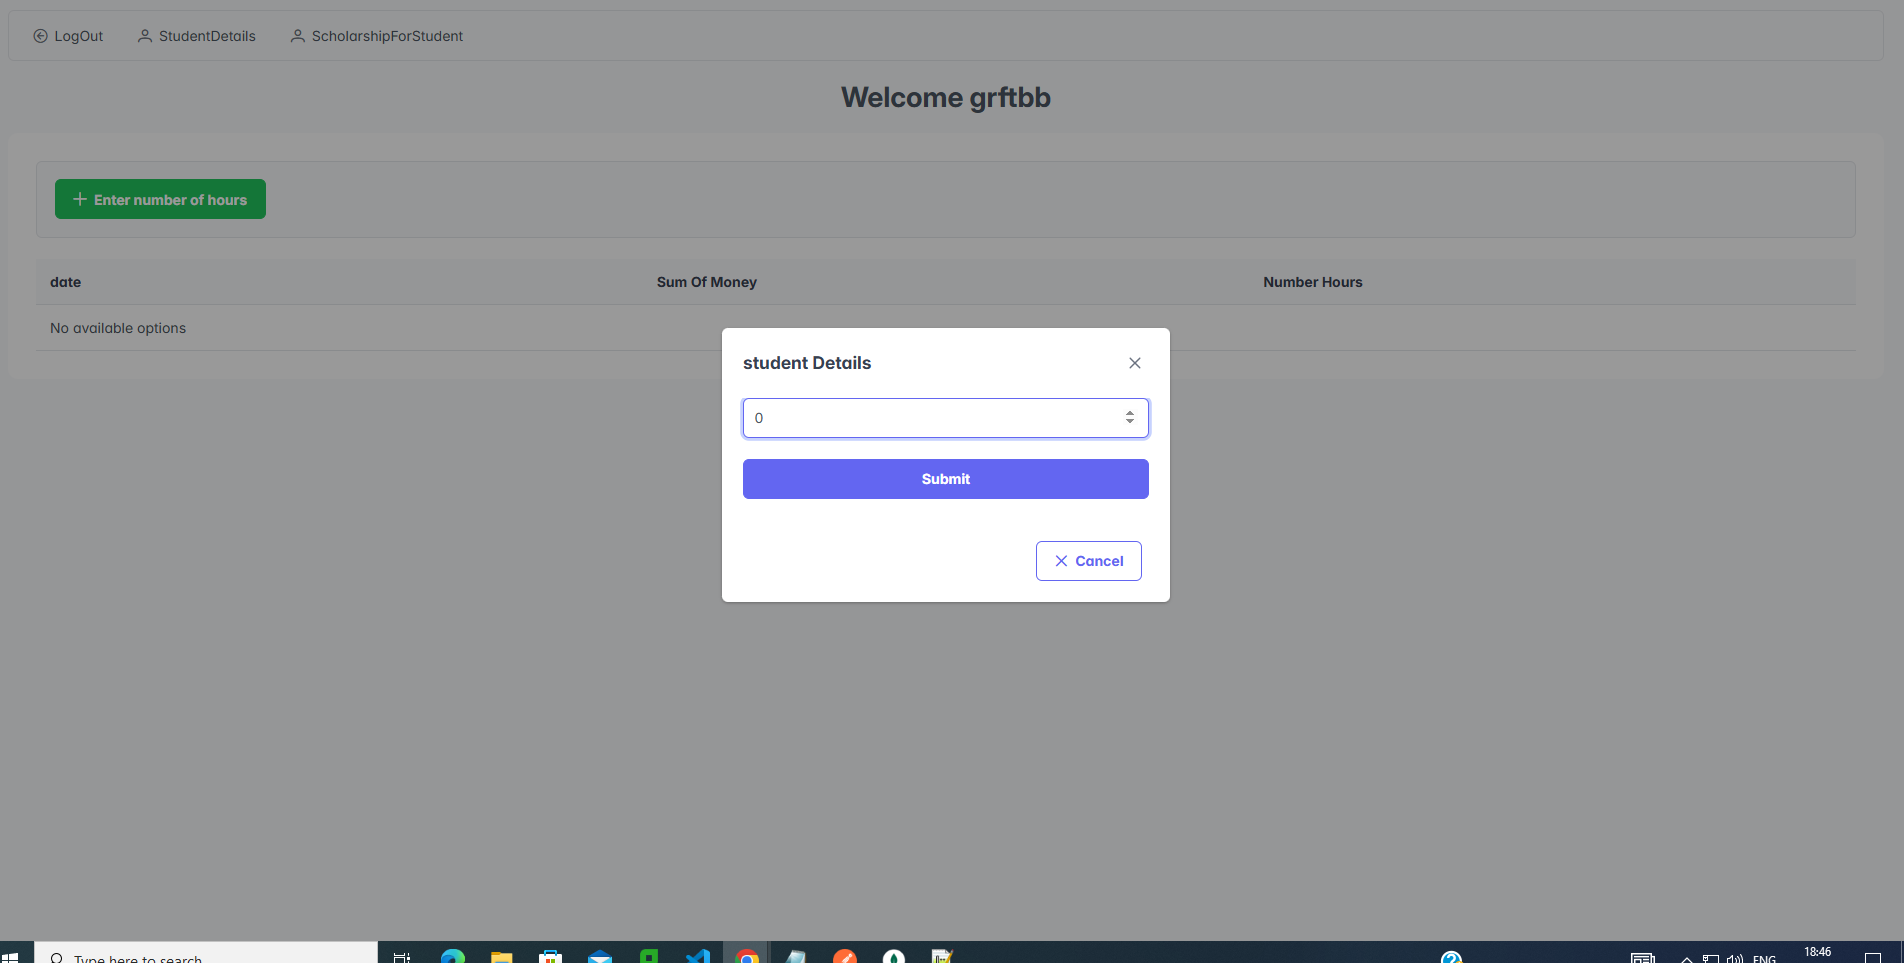 LogOut StudentDetails ScholarshipForStudent
Welcome grftbb
Enter number of hours
date Sum Of Money Number Hours
No available options
student Details
0
Submit
Cancel
Type here to search
ENG 18:46